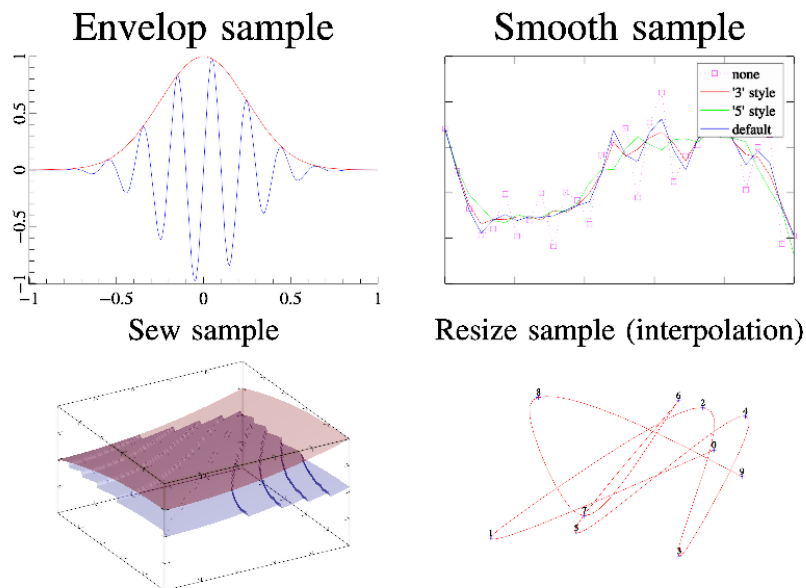 Envelop sample
Smooth sample
1
0.5
0
−0.5
−1
−1
−0.5
0
0.5
1
none
'3' style
'5' style
default
Sew sample
Resize sample (interpolation)
8
6
2
4
0
9
7
5
1
3